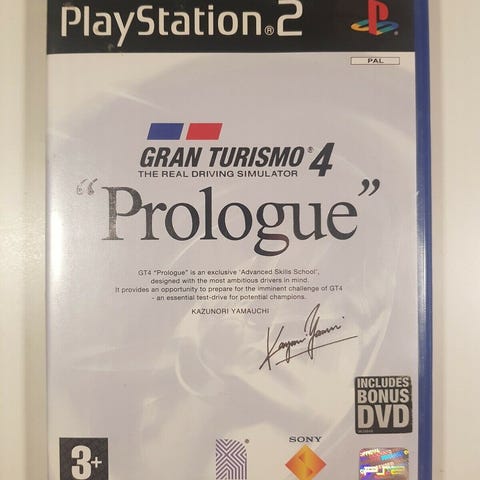 PlayStation®2
PAL
GRAN TURISMO®4
THE REAL DRIVING SIMULATOR
“Prologue”
GT4 "Prologue" is an exclusive 'Advanced Skills School',
designed with the most ambitious drivers in mind.
It provides an opportunity to prepare for the imminent challenge of GT4
- an essential test-drive for potential champions.
KAZUNORI YAMAUCHI
Kazunori Yamauchi
INCLUDES
BONUS
DVD
3+
SONY